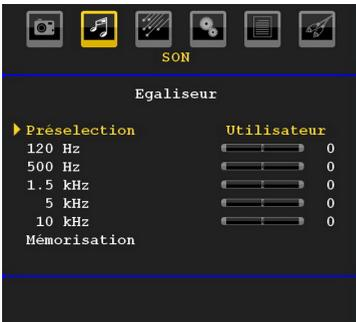 SON
Egaliseur
Préselection Utilisateur
120 Hz 0
500 Hz 0
1.5 kHz 0
5 kHz 0
10 kHz 0
Mémorisation